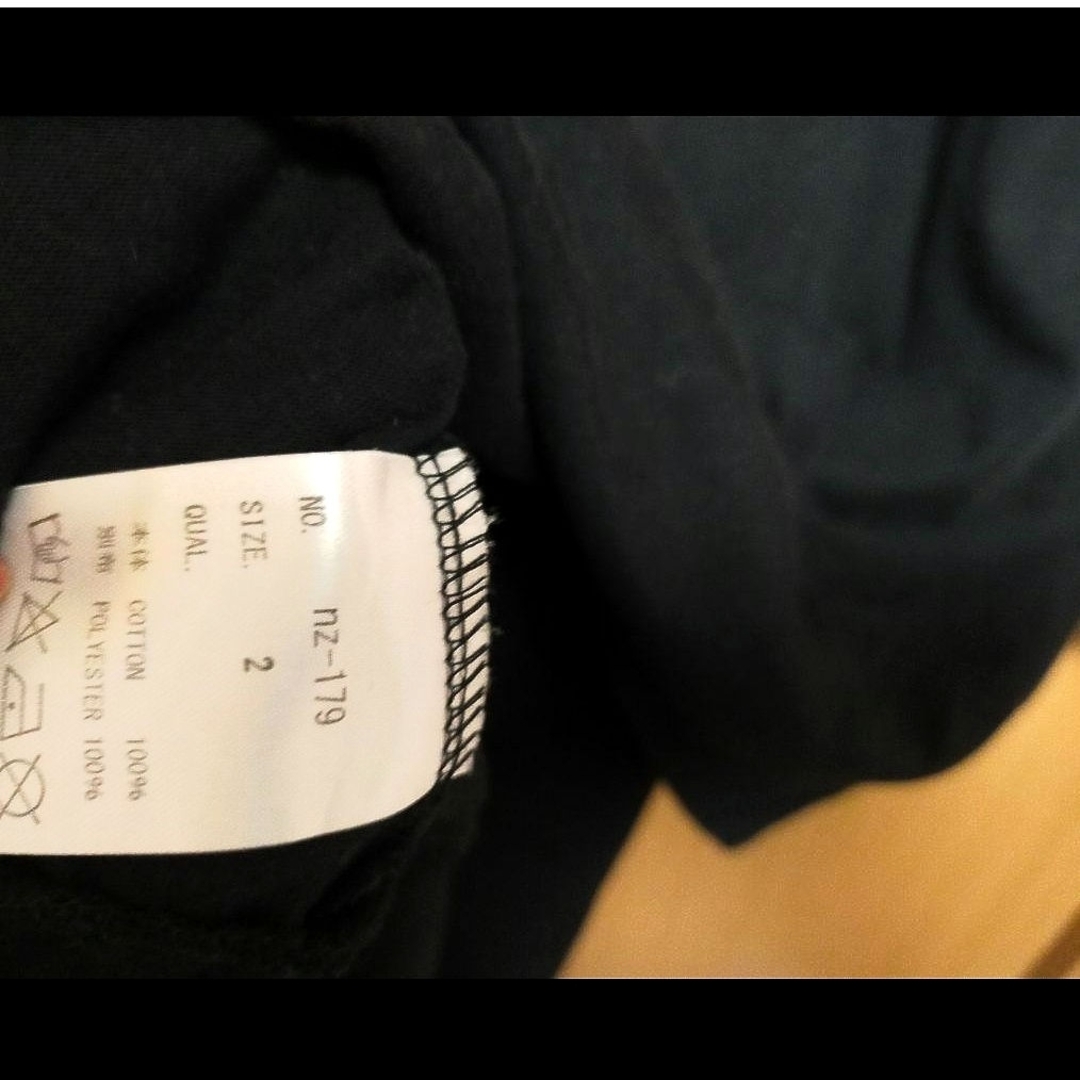 NO. nz-179
SIZE. 2
QUAL.
本体 COTTON 100%
別布 POLYESTER 100%